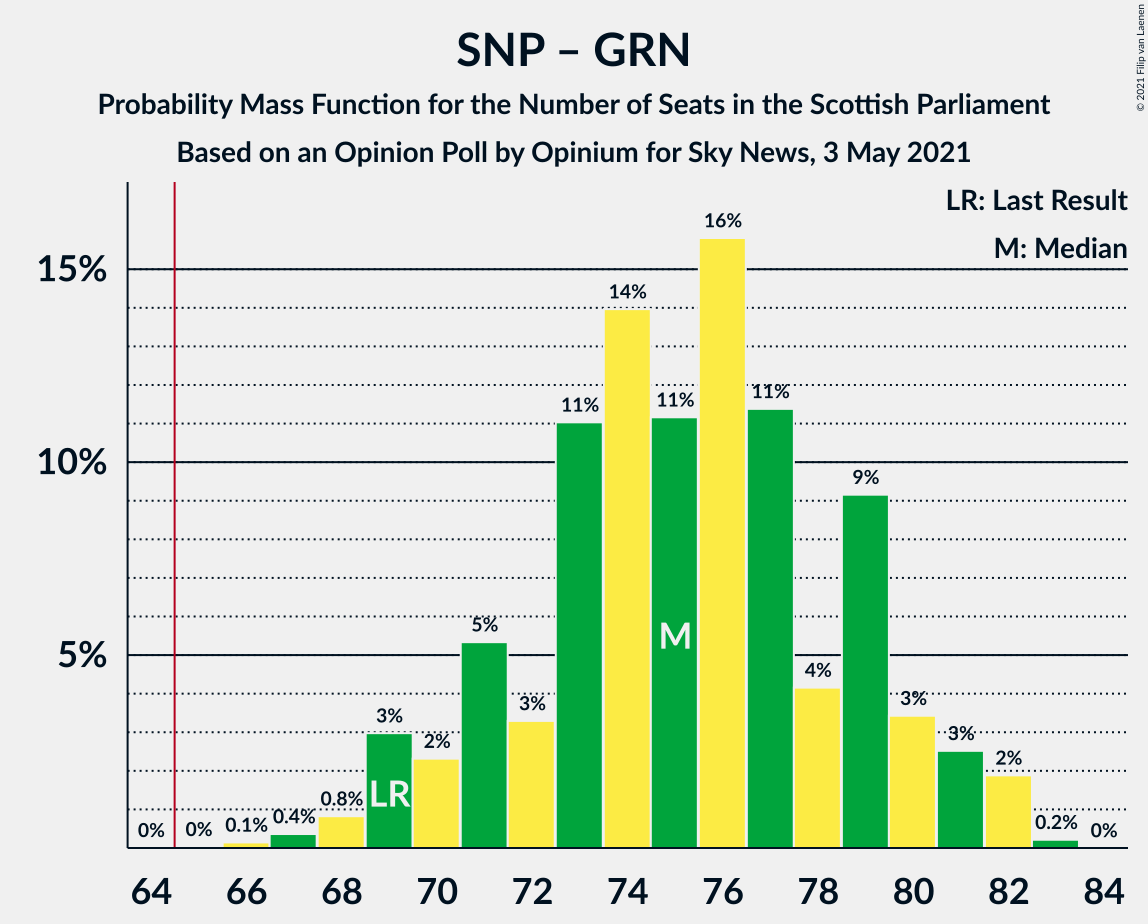 SNP – GRN
Probability Mass Function for the Number of Seats in the Scottish Parliament
Based on an Opinion Poll by Opinium for Sky News, 3 May 2021
© 2021 Filip van Laenen
LR: Last Result
M: Median
15%
10%
5%
0%
0%
0.1%
0.4%
0.8%
3%
2%
5%
3%
11%
14%
11%
16%
11%
4%
9%
3%
3%
2%
0.2%
0%
LR
M
64 66 68 70 72 74 76 78 80 82 84